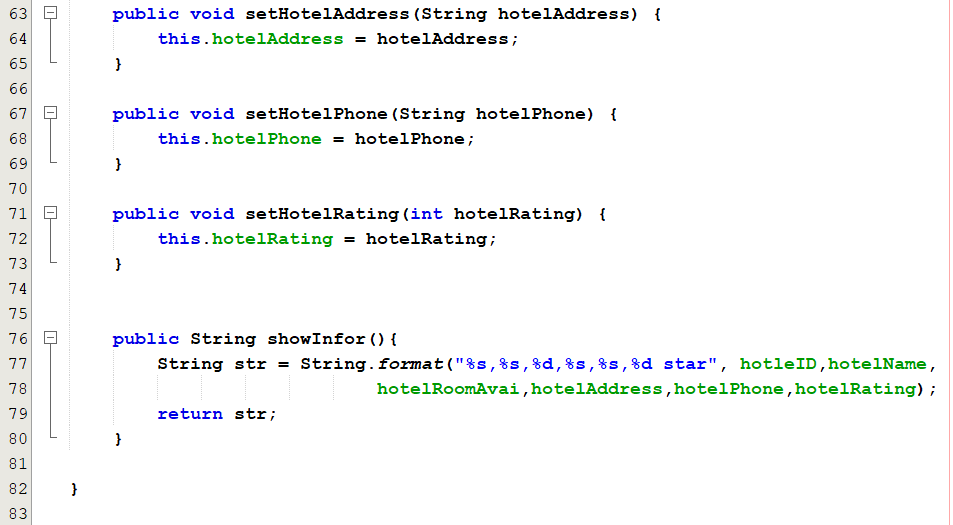 63 public void setHotelAddress(String hotelAddress) {
64 this.hotelAddress = hotelAddress;
65 }
66
67 public void setHotelPhone(String hotelPhone) {
68 this.hotelPhone = hotelPhone;
69 }
70
71 public void setHotelRating(int hotelRating) {
72 this.hotelRating = hotelRating;
73 }
74
75
76 public String showInfor(){
77 String str = String.format("%s,%s,%d,%s,%s,%d star", hotleID,hotelName,
78 hotelRoomAvai,hotelAddress,hotelPhone,hotelRating);
79 return str;
80 }
81
82 }
83